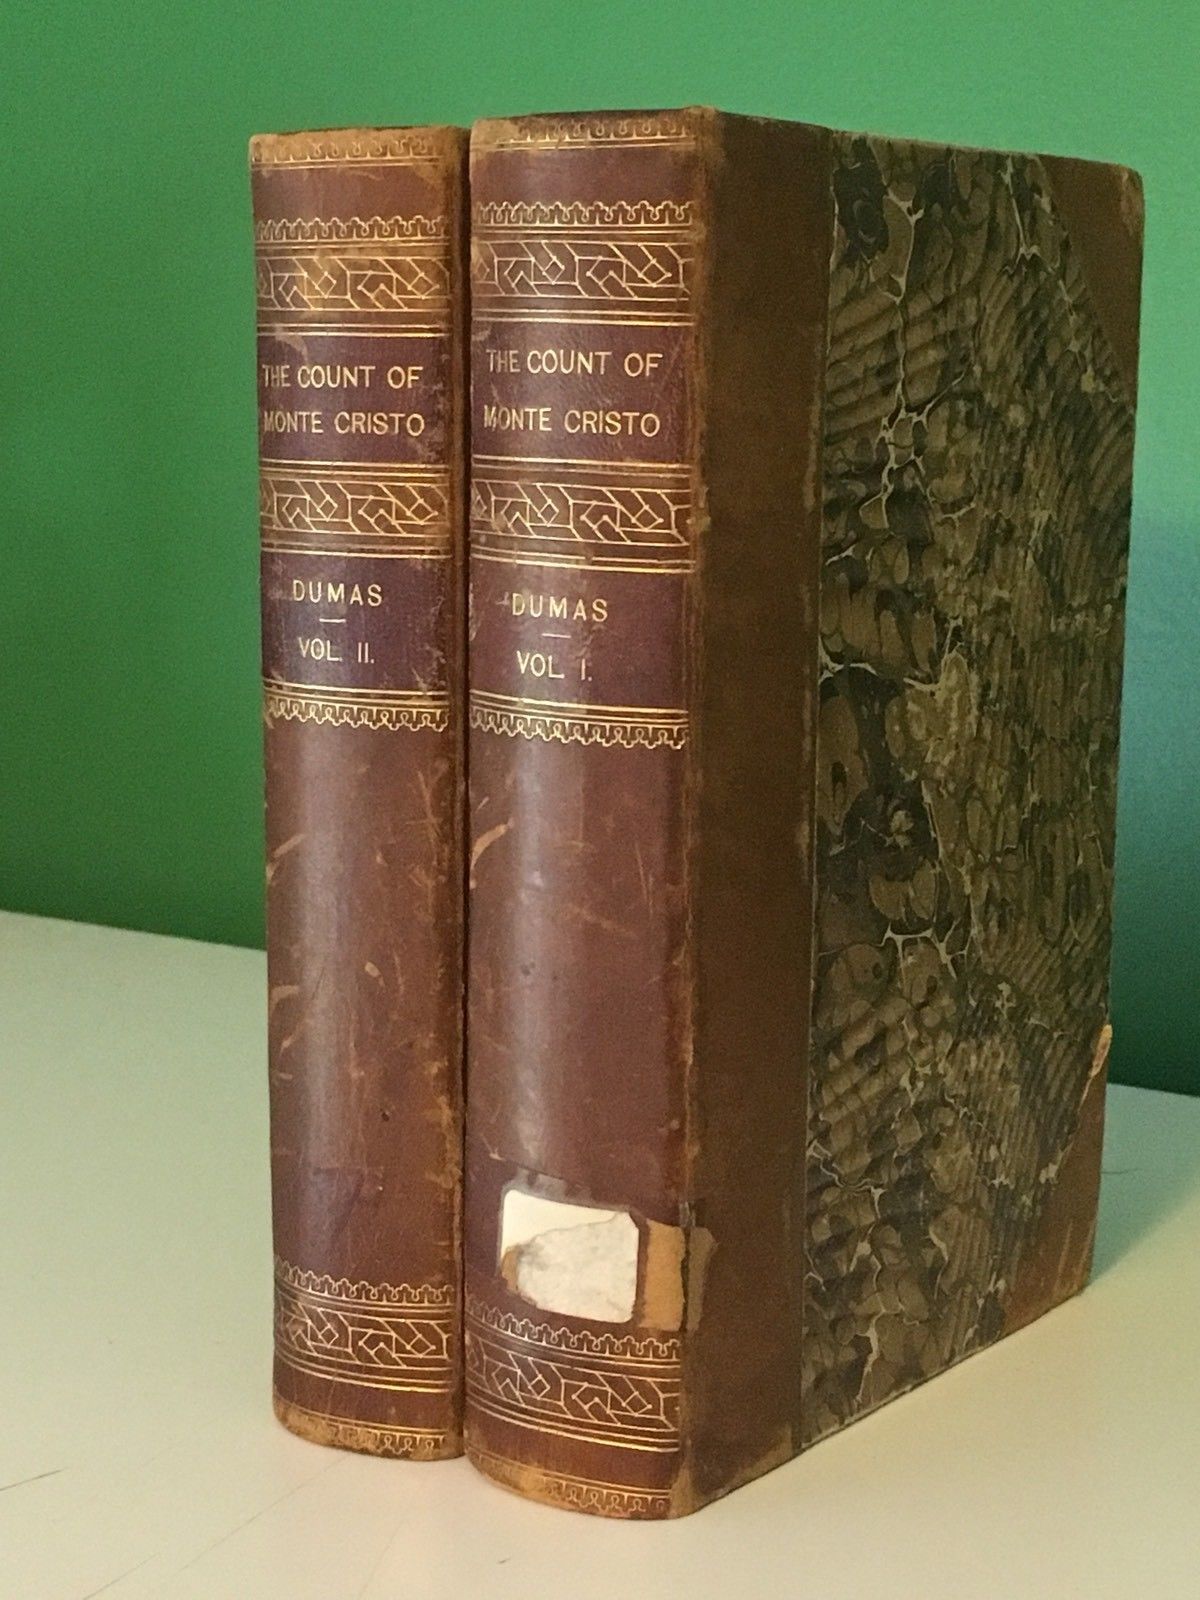 THE COUNT OF
MONTE CRISTO
DUMAS
VOL. II.
THE COUNT OF
MONTE CRISTO
DUMAS
VOL. I.